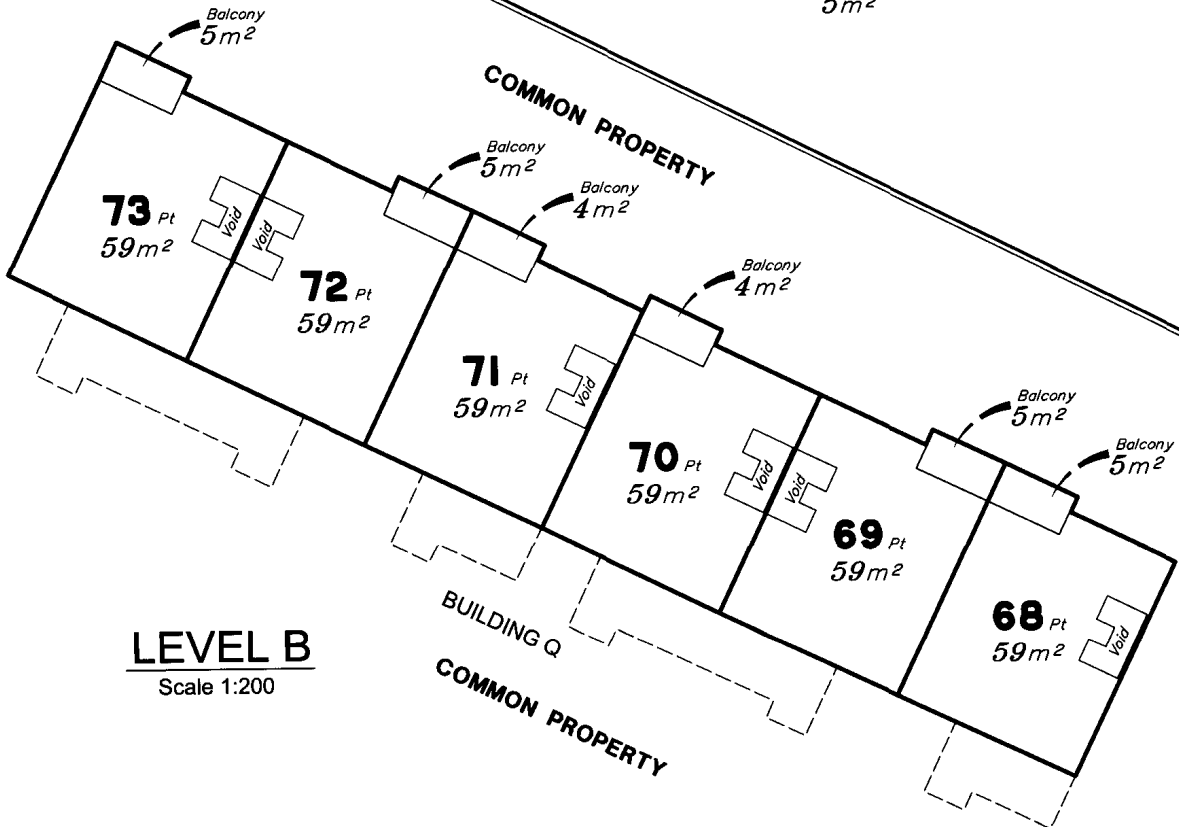 5m²
Balcony
5m²
COMMON PROPERTY
Balcony
5m²
Balcony
4m²
73 Pt
59m²
Void
Void
72 Pt
59m²
Balcony
4m²
71 Pt
59m²
Void
Balcony
5m²
Balcony
5m²
70 Pt
59m²
Void
Void
69 Pt
59m²
68 Pt
59m²
Void
BUILDING Q
LEVEL B
Scale 1:200
COMMON PROPERTY